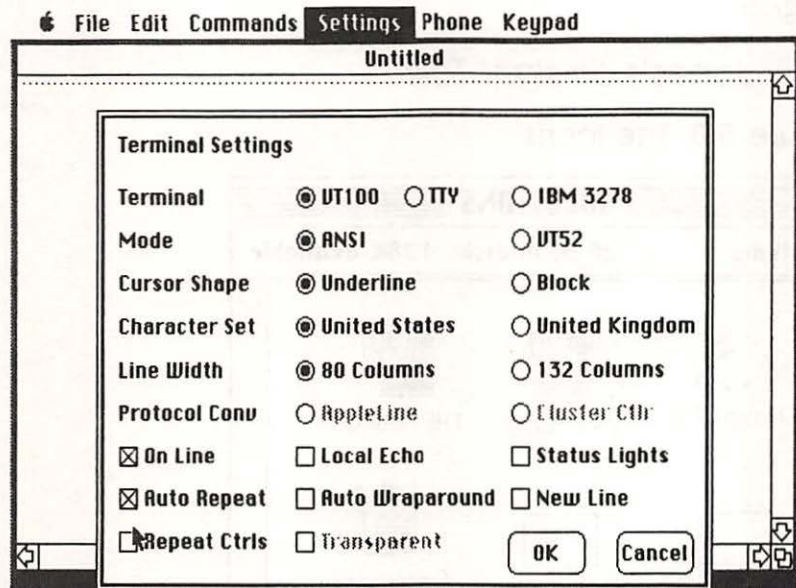 File Edit Commands Settings Phone Keypad
Untitled
Terminal Settings
Terminal VT100 TTY IBM 3278
Mode ANSI VT52
Cursor Shape Underline Block
Character Set United States United Kingdom
Line Width 80 Columns 132 Columns
Protocol Conv AppleLine Cluster Ctlr
On Line Local Echo Status Lights
Auto Repeat Auto Wraparound New Line
Repeat Ctrls Transparent
OK Cancel